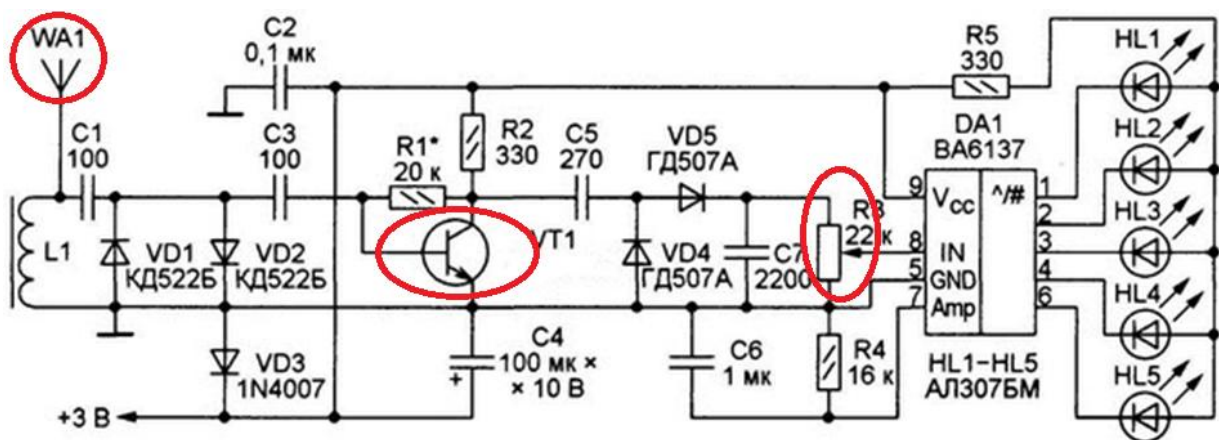 WA1
C1
100
L1
VD1
КД522Б
VD2
КД522Б
C2
0,1 мк
C3
100
R1*
20 к
R2
330
VT1
VD3
1N4007
+3 В
C4
100 мк ×
× 10 В
+
C5
270
VD5
ГД507А
VD4
ГД507А
C7
2200
R3
22 к
C6
1 мк
R4
16 к
R5
330
DA1
BA6137
9 VCC ^/# 1
2
8 IN 3
5 GND 4
7 Amp 6
HL1
HL2
HL3
HL4
HL5
HL1–HL5
АЛ307БМ